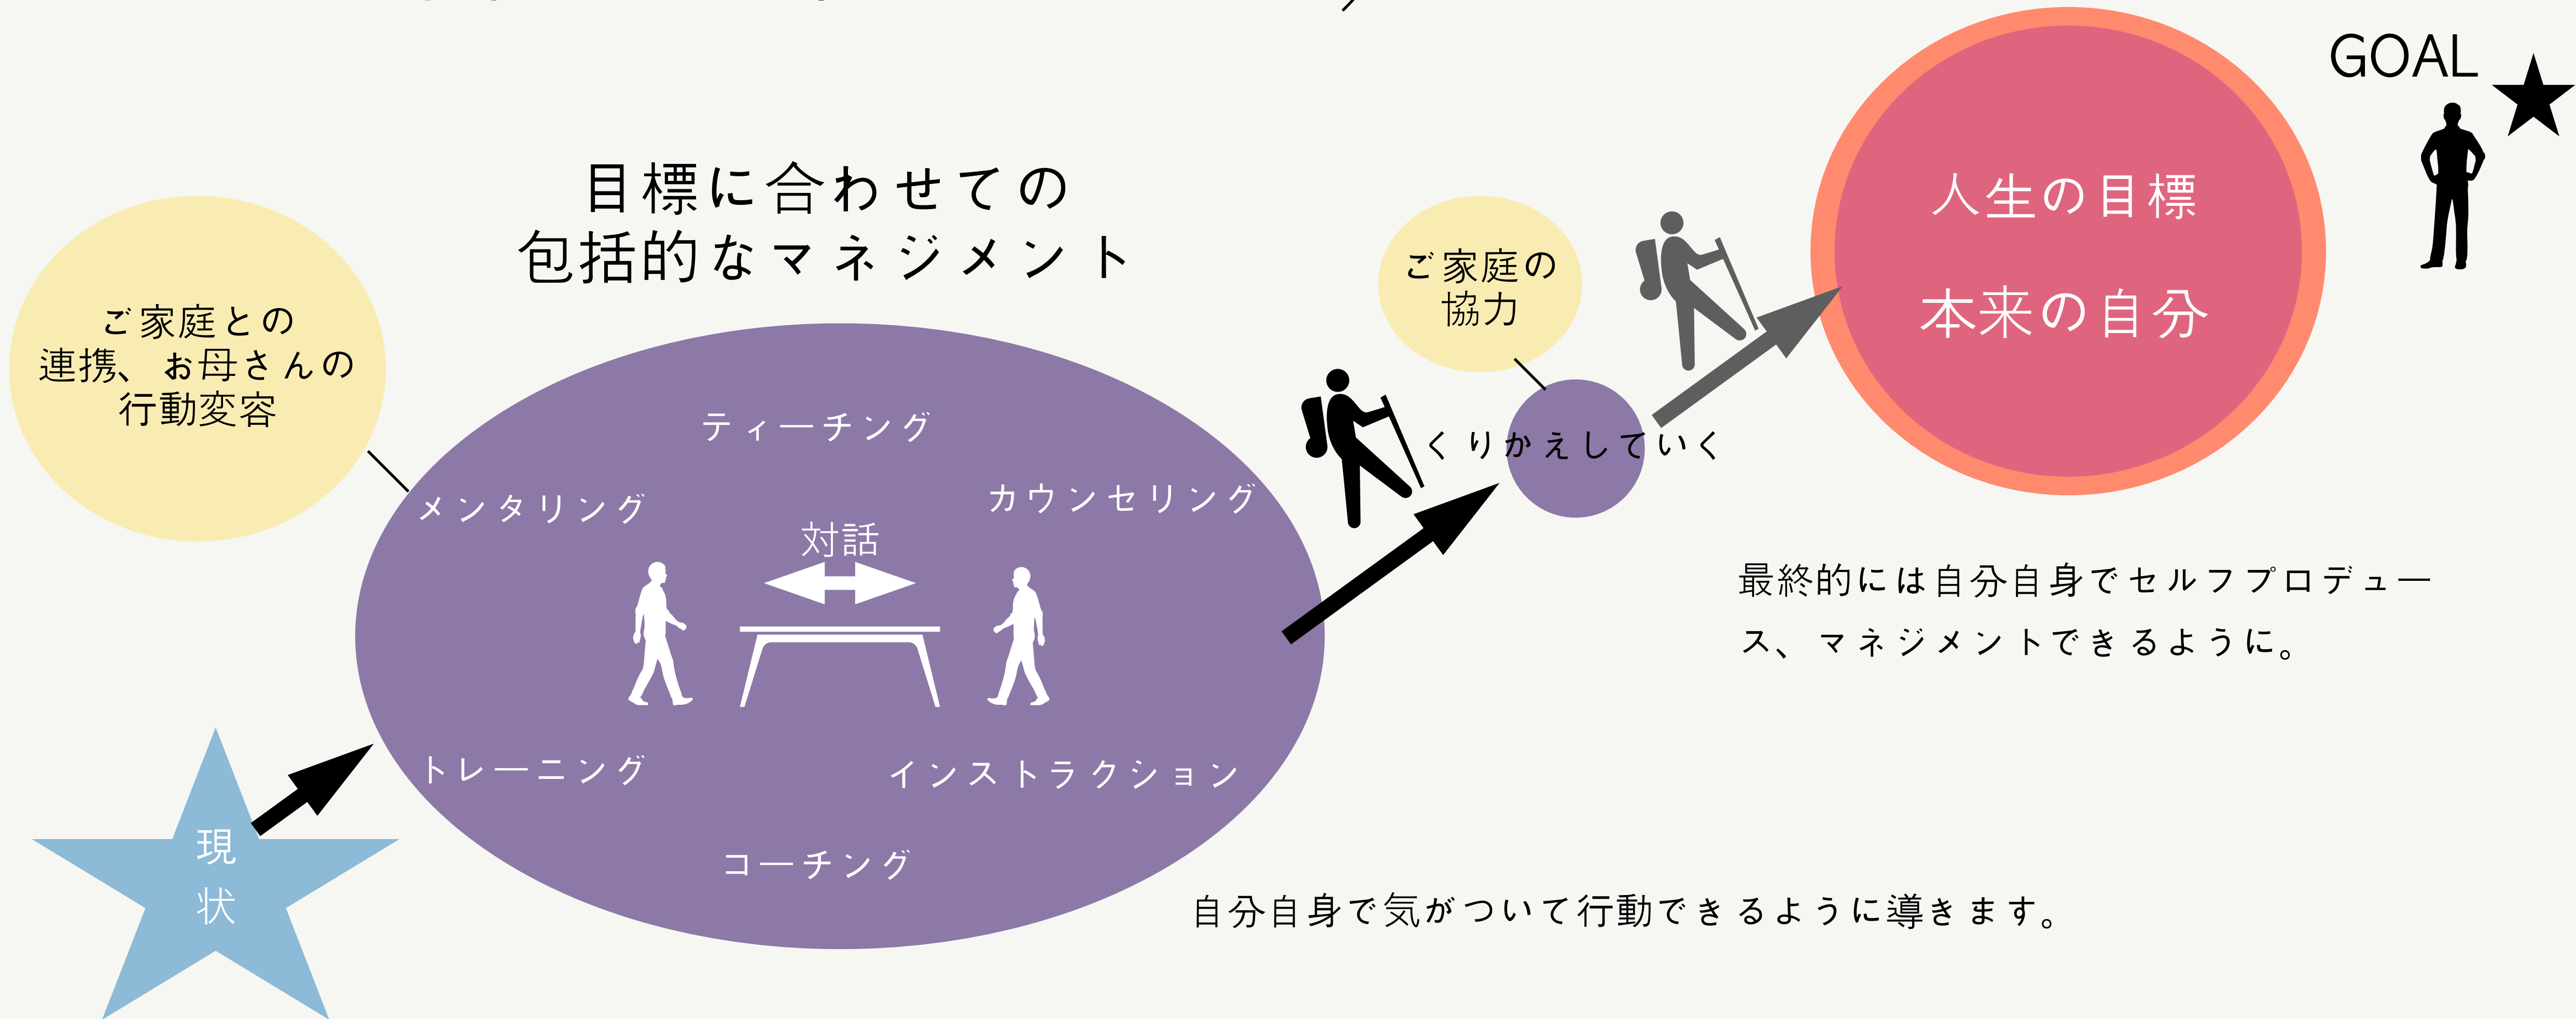 GOAL
目標に合わせての
包括的なマネジメント
人生の目標
本来の自分
ご家庭の
協力
ご家庭との
連携、お母さんの
行動変容
ティーチング
くりかえしていく
メンタリング
カウンセリング
対話
最終的には自分自身でセルフプロデュー
ス、マネジメントできるように。
トレーニング
インストラクション
現
状
コーチング
自分自身で気がついて行動できるように導きます。